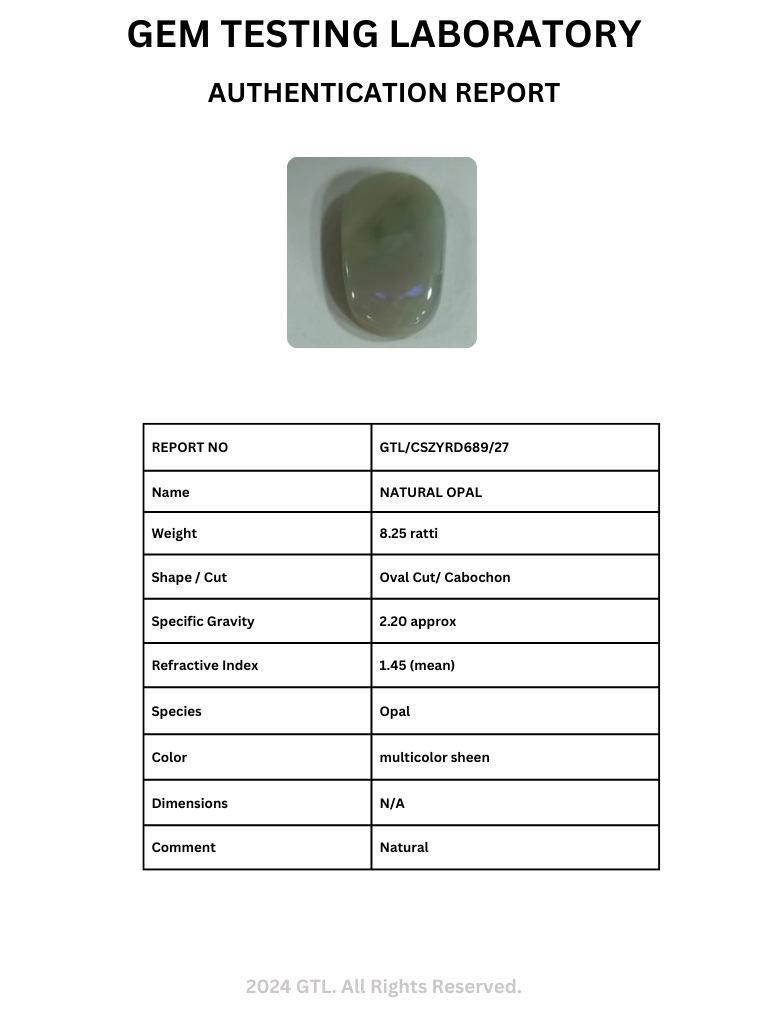 GEM TESTING LABORATORY
AUTHENTICATION REPORT
REPORT NO GTL/CSZYRD689/27
Name NATURAL OPAL
Weight 8.25 ratti
Shape / Cut Oval Cut/ Cabochon
Specific Gravity 2.20 approx
Refractive Index 1.45 (mean)
Species Opal
Color multicolor sheen
Dimensions N/A
Comment Natural
2024 GTL. All Rights Reserved.